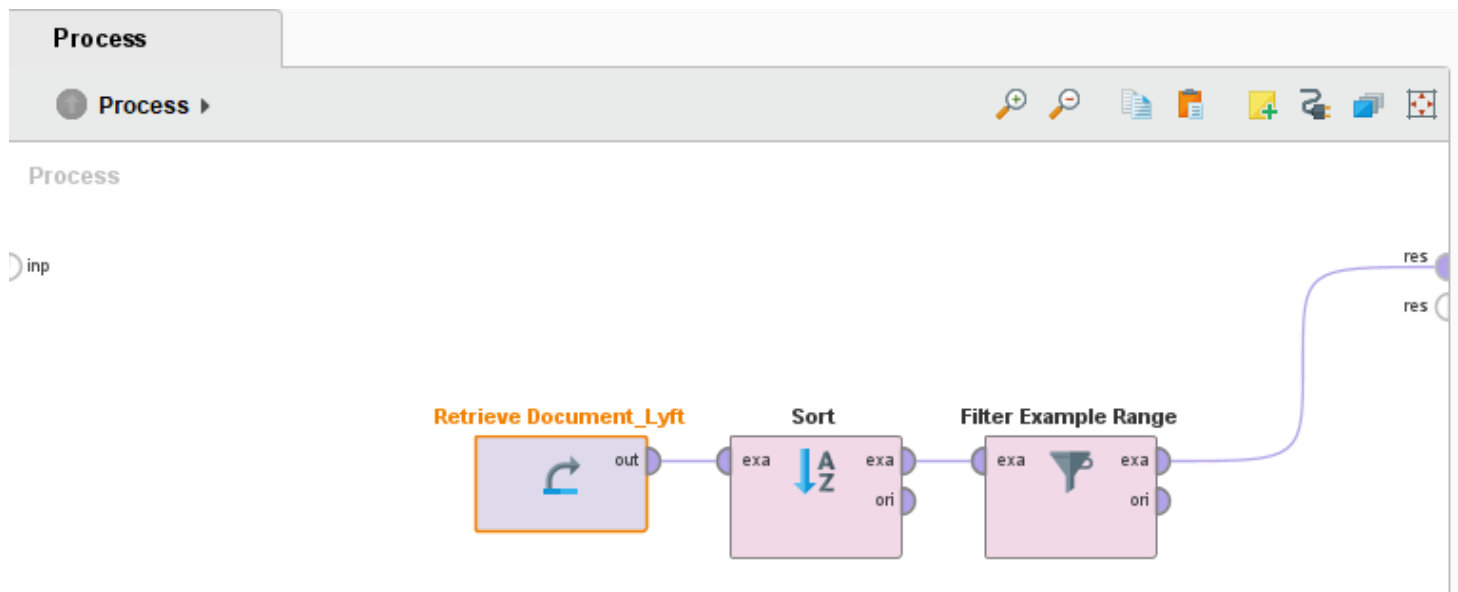 Process
Process
Process
inp
res
res
Retrieve Document_Lyft
Sort
Filter Example Range
out
exa
A
Z
exa
ori
exa
exa
ori